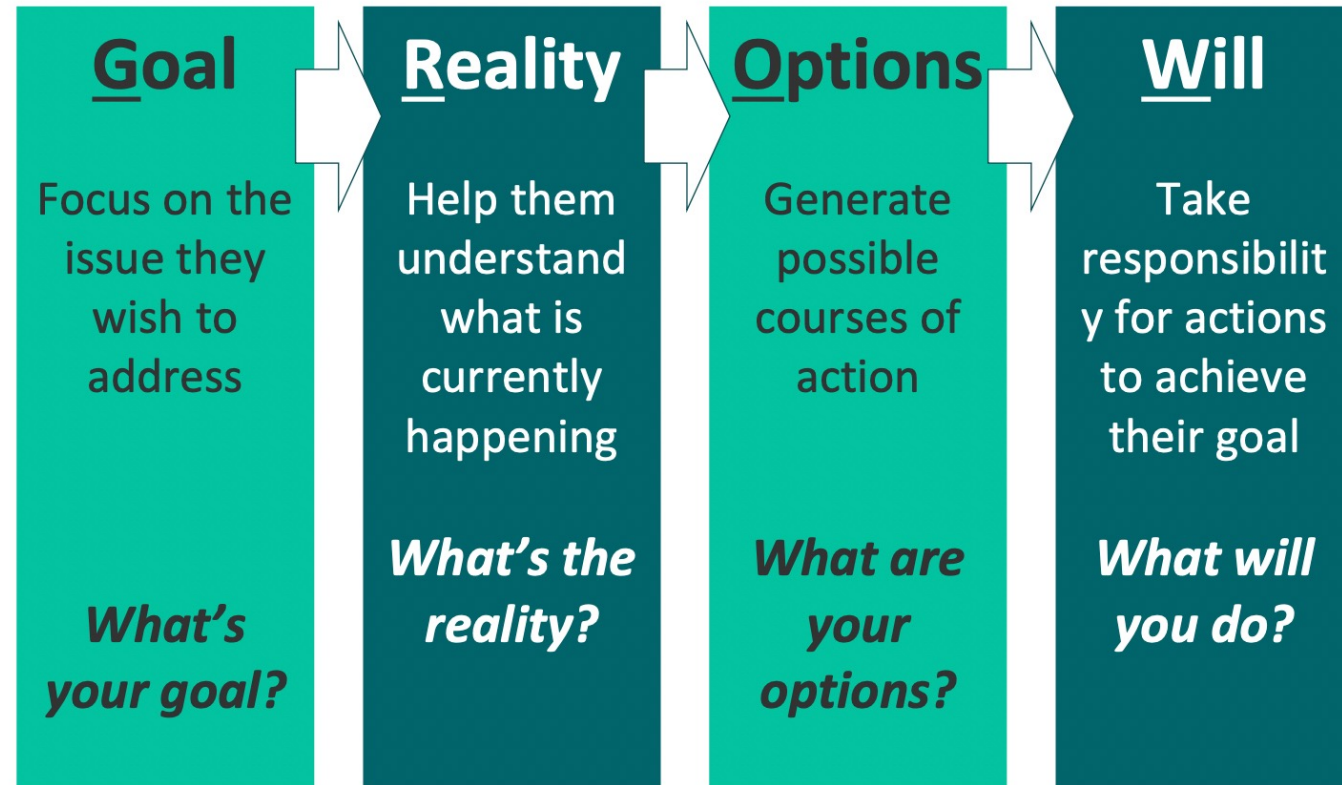 Goal
Focus on the
issue they
wish to
address
What's
your goal?
Reality
Help them
understand
what is
currently
happening
What's the
reality?
Options
Generate
possible
courses of
action
What are
your
options?
Will
Take
responsibilit
y for actions
to achieve
their goal
What will
you do?